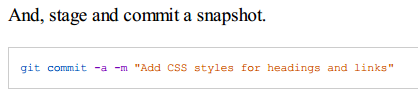 And, stage and commit a snapshot.
git commit -a -m "Add CSS styles for headings and links"